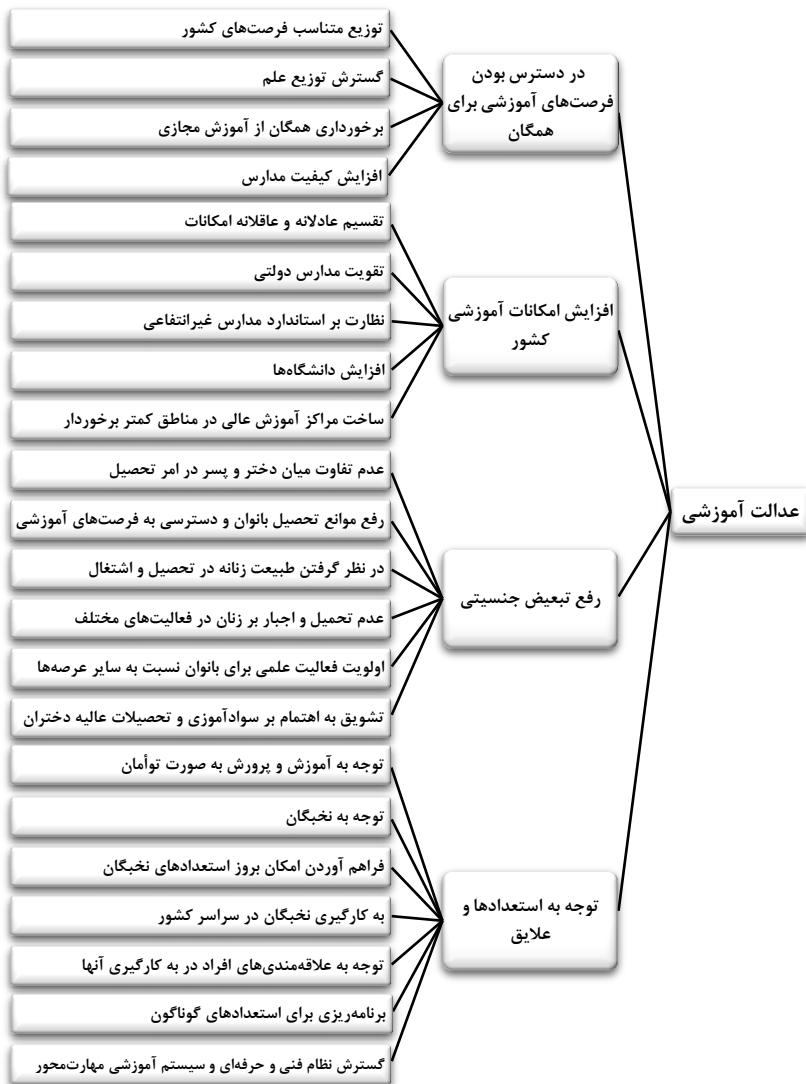 عدالت آموزشی
در دسترس بودن
فرصت‌های آموزشی برای
همگان
توزیع متناسب فرصت‌های کشور
گسترش توزیع علم
برخورداری همگان از آموزش مجازی
افزایش کیفیت مدارس
افزایش امکانات آموزشی
کشور
تقسیم عادلانه و عاقلانه امکانات
تقویت مدارس دولتی
نظارت بر استاندارد مدارس غیرانتفاعی
افزایش دانشگاه‌ها
ساخت مراکز آموزش عالی در مناطق کمتر برخوردار
رفع تبعیض جنسیتی
عدم تفاوت میان دختر و پسر در امر تحصیل
رفع موانع تحصیل بانوان و دسترسی به فرصت‌های آموزشی
در نظر گرفتن طبیعت زنانه در تحصیل و اشتغال
عدم تحمیل و اجبار بر زنان در فعالیت‌های مختلف
اولویت فعالیت علمی برای بانوان نسبت به سایر عرصه‌ها
تشویق به اهتمام بر سوادآموزی و تحصیلات عالیه دختران
توجه به استعدادها و
علایق
توجه به آموزش و پرورش به صورت توأمان
توجه به نخبگان
فراهم آوردن امکان بروز استعدادهای نخبگان
به کارگیری نخبگان در سراسر کشور
توجه به علاقه‌مندی‌های افراد در به کارگیری آنها
برنامه‌ریزی برای استعدادهای گوناگون
گسترش نظام فنی و حرفه‌ای و سیستم آموزشی مهارت‌محور